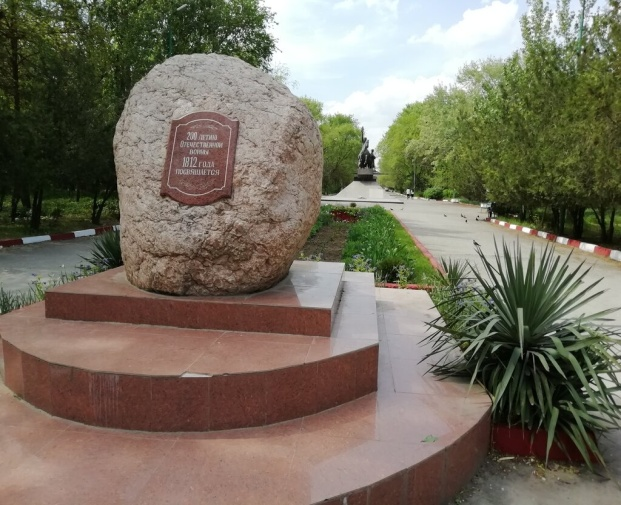 200 ЛЕТИЮ
ОТЕЧЕСТВЕННОЙ
ВОЙНЫ
1812 ГОДА
ПОСВЯЩАЕТСЯ